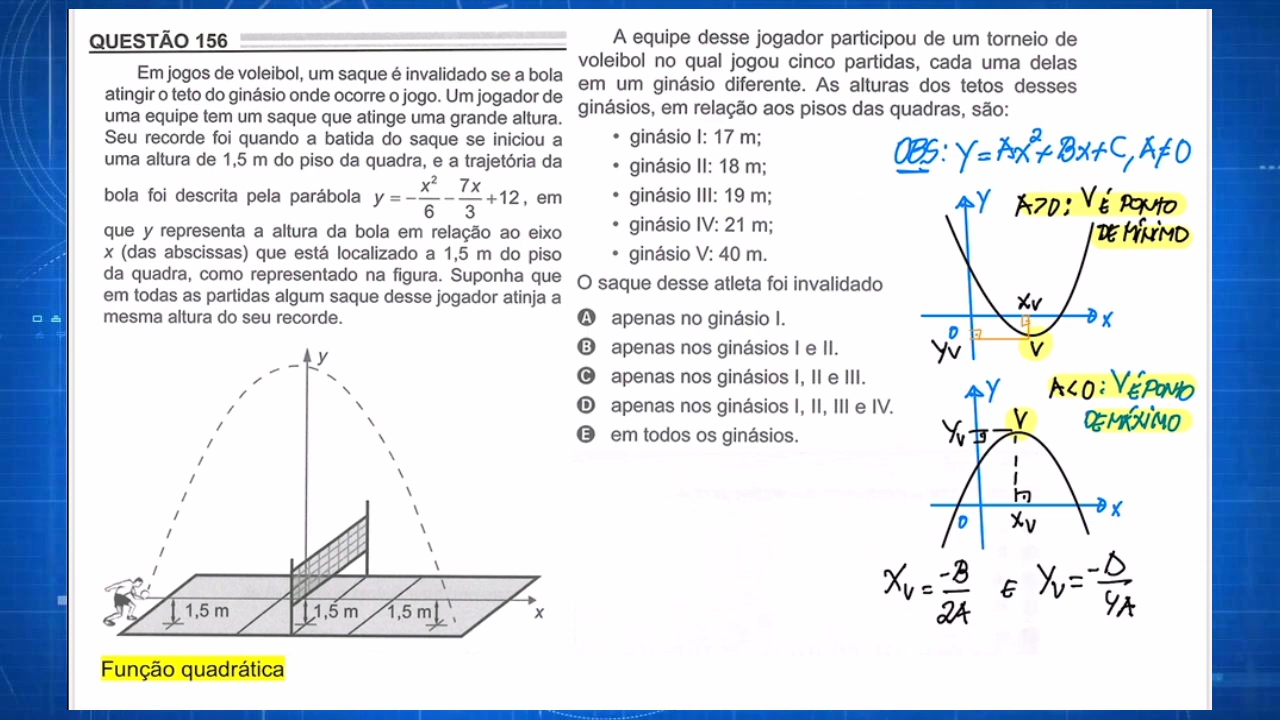 QUESTÃO 156
Em jogos de voleibol, um saque é invalidado se a bola
atingir o teto do ginásio onde ocorre o jogo. Um jogador de
uma equipe tem um saque que atinge uma grande altura.
Seu recorde foi quando a batida do saque se iniciou a
uma altura de 1,5 m do piso da quadra, e a trajetória da
bola foi descrita pela parábola y = -x²/6 - 7x/3 + 12, em
que y representa a altura da bola em relação ao eixo
x (das abscissas) que está localizado a 1,5 m do piso
da quadra, como representado na figura. Suponha que
em todas as partidas algum saque desse jogador atinja a
mesma altura do seu recorde.
y
1,5 m
1,5 m
1,5 m
x
Função quadrática
A equipe desse jogador participou de um torneio de
voleibol no qual jogou cinco partidas, cada uma delas
em um ginásio diferente. As alturas dos tetos desses
ginásios, em relação aos pisos das quadras, são:
• ginásio I: 17 m;
• ginásio II: 18 m;
• ginásio III: 19 m;
• ginásio IV: 21 m;
• ginásio V: 40 m.
O saque desse atleta foi invalidado
A apenas no ginásio I.
B apenas nos ginásios I e II.
C apenas nos ginásios I, II e III.
D apenas nos ginásios I, II, III e IV.
E em todos os ginásios.
OBS: Y = Ax² + Bx + C, A ≠ 0
Y
A>0: V É PONTO
DE MÍNIMO
XV
0
X
YV
V
Y
A<0: V É PONTO
DE MÁXIMO
YV
V
0
XV
X
XV = -B/2A E YV = -D/4A